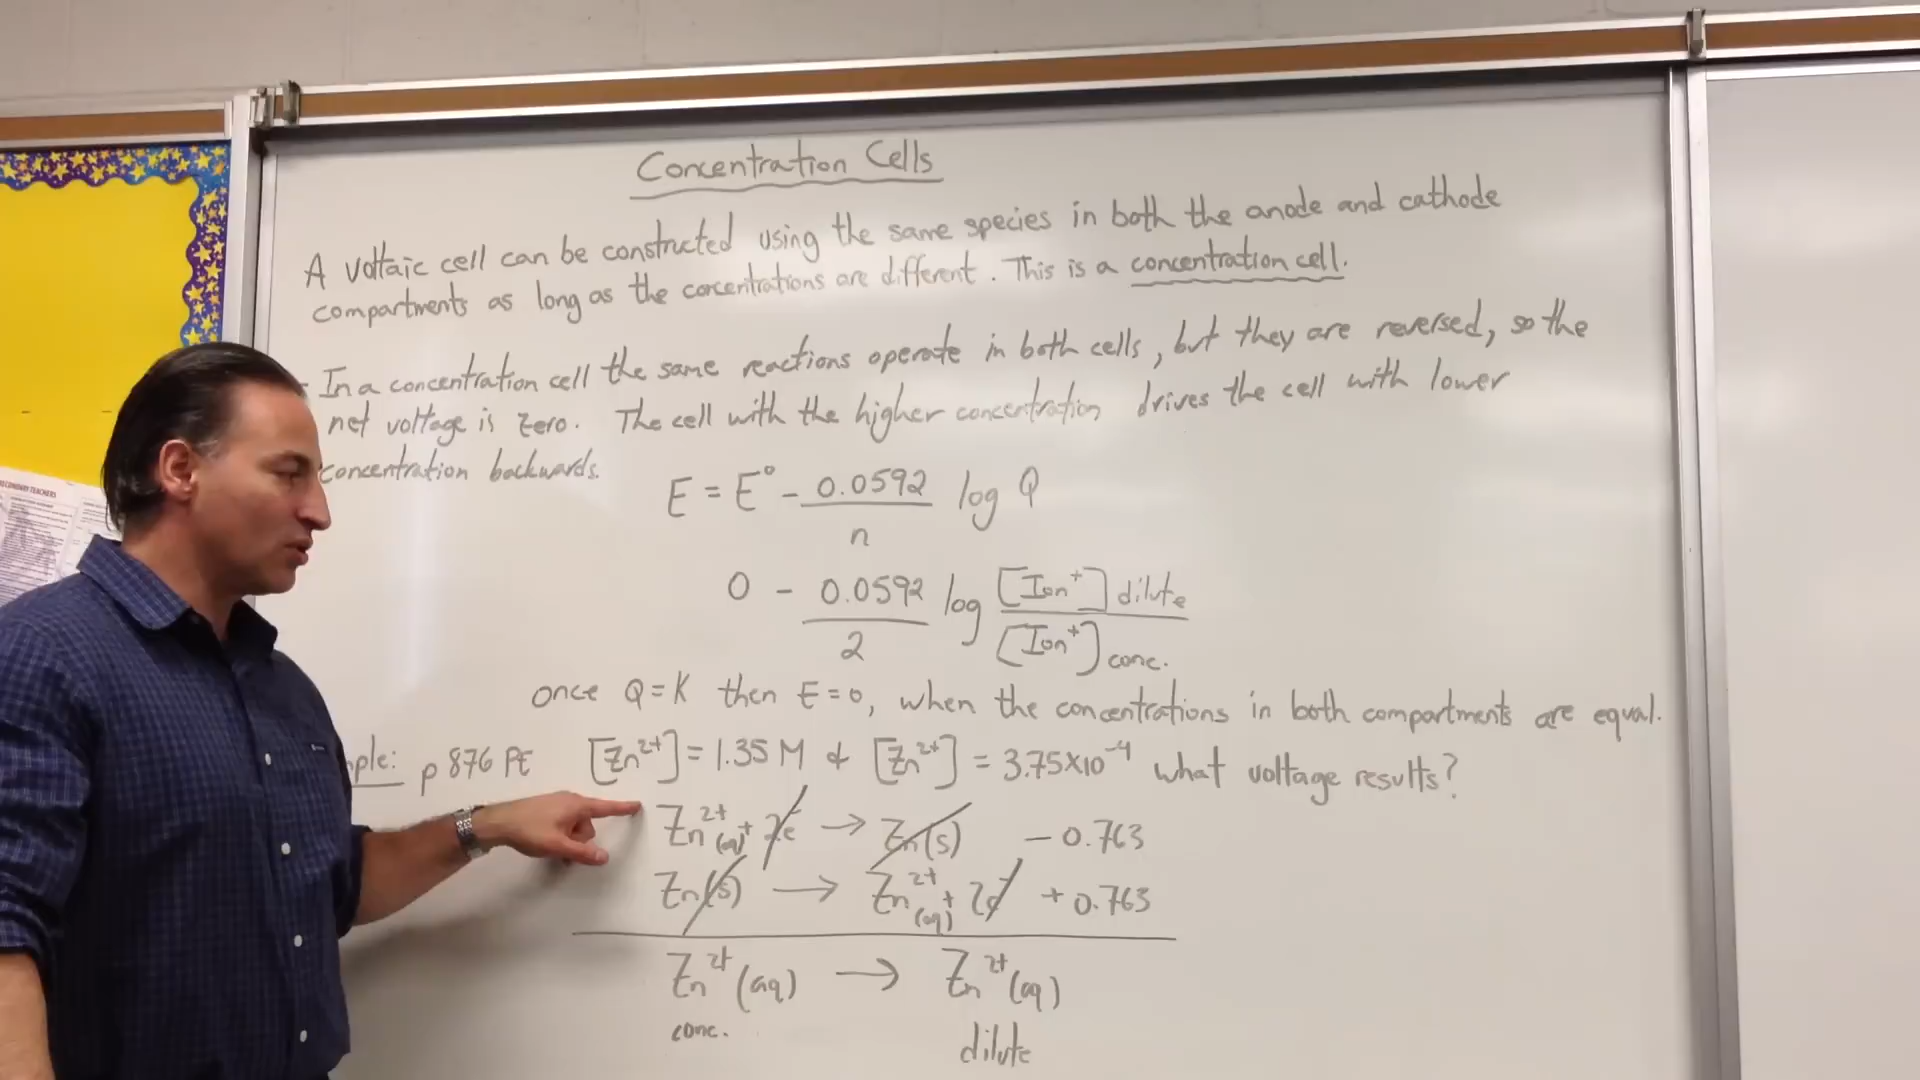 Concentration Cells
A voltaic cell can be constructed using the same species in both the anode and cathode
compartments as long as the concentrations are different. This is a concentration cell.
- In a concentration cell the same reactions operate in both cells, but they are reversed, so the
net voltage is zero. The cell with the higher concentration drives the cell with lower
concentration backwards.
E = E° - 0.0592/n log Q
0 - 0.0592/2 log [Ion⁺]dilute/[Ion⁺]conc.
once Q=K then E=0, when the concentrations in both compartments are equal.
mple: p 876 PE [Zn²⁺] = 1.35 M & [Zn²⁺] = 3.75x10⁻⁴ what voltage results?
Zn²⁺(aq) + 2e⁻ → Zn(s) - 0.763
Zn(s) → Zn²⁺(aq) + 2e⁻ + 0.763
Zn²⁺(aq) → Zn²⁺(aq)
conc. dilute